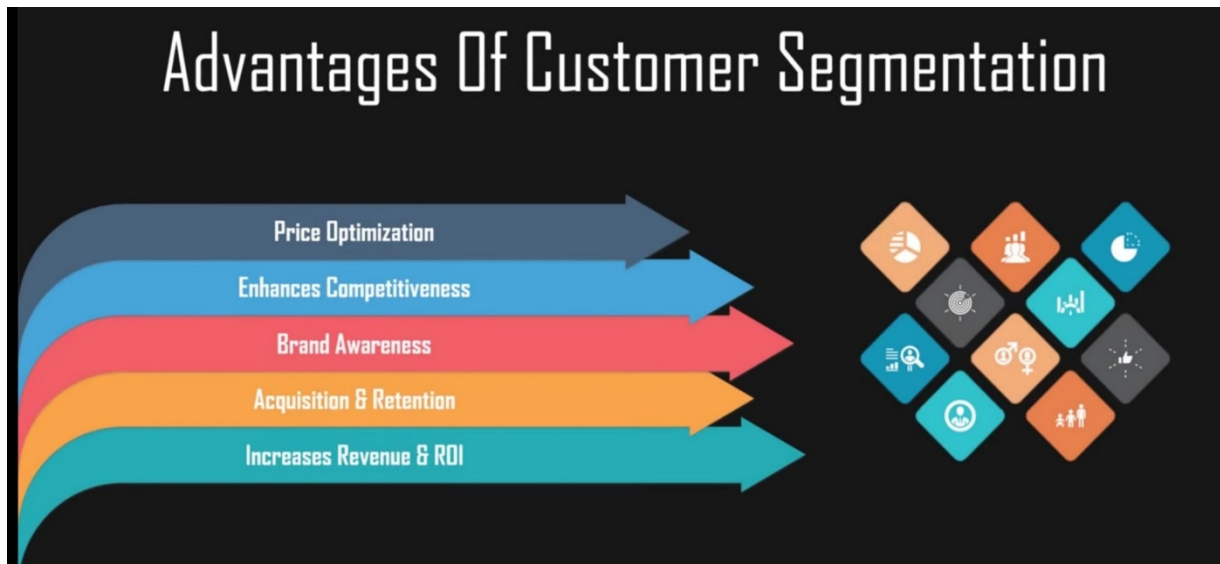 Advantages Of Customer Segmentation
Price Optimization
Enhances Competitiveness
Brand Awareness
Acquisition & Retention
Increases Revenue & ROI